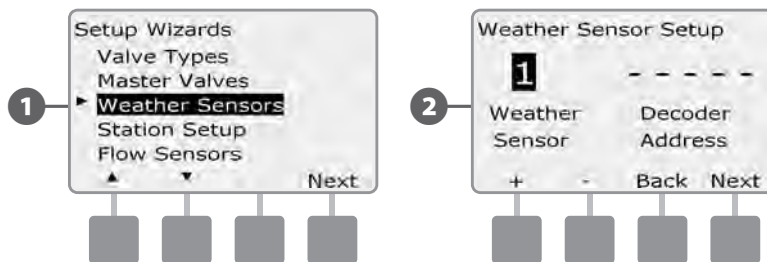 1
Setup Wizards
Valve Types
Master Valves
Weather Sensors
Station Setup
Flow Sensors
Next
2
Weather Sensor Setup
1 - - - - -
Weather Sensor
Decoder Address
+ - Back Next